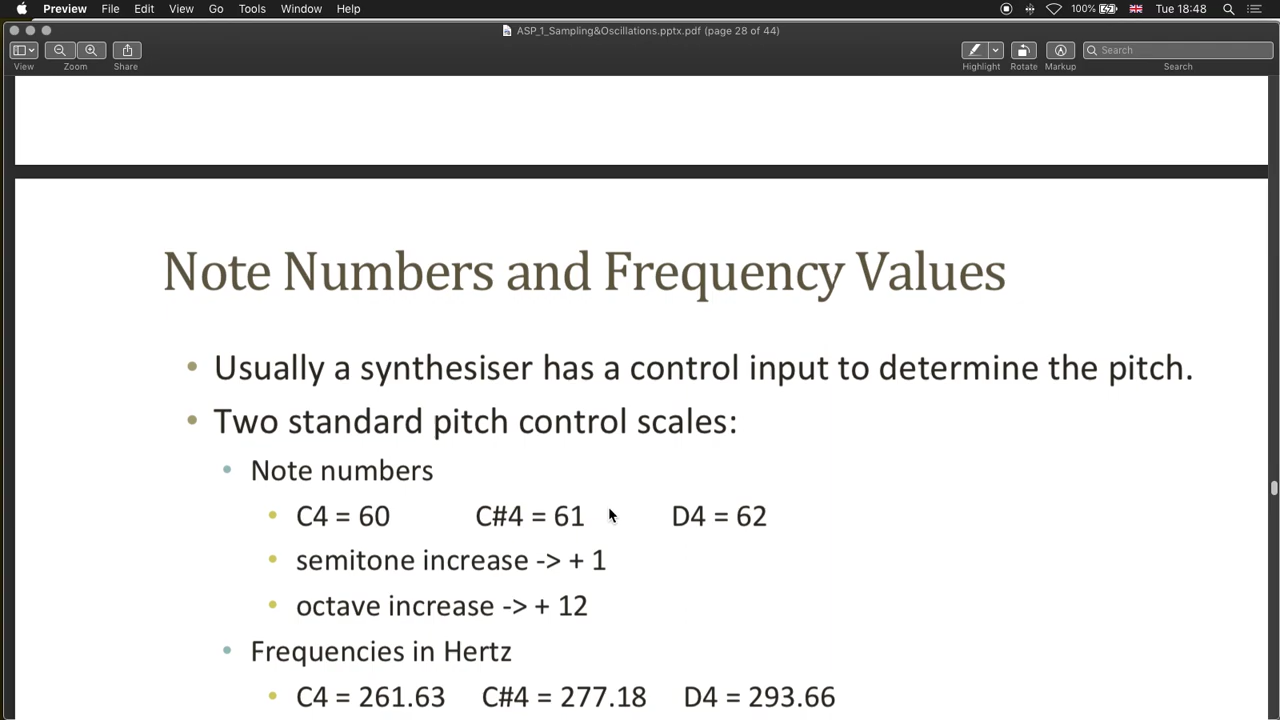 Preview File Edit View Go Tools Window Help 100% Tue 18:48
ASP_1_Sampling&Oscillations.pptx.pdf (page 28 of 44)
Search
View Zoom Share Highlight Rotate Markup Search
Note Numbers and Frequency Values
• Usually a synthesiser has a control input to determine the pitch.
• Two standard pitch control scales:
• Note numbers
• C4 = 60 C#4 = 61 D4 = 62
• semitone increase -> + 1
• octave increase -> + 12
• Frequencies in Hertz
• C4 = 261.63 C#4 = 277.18 D4 = 293.66